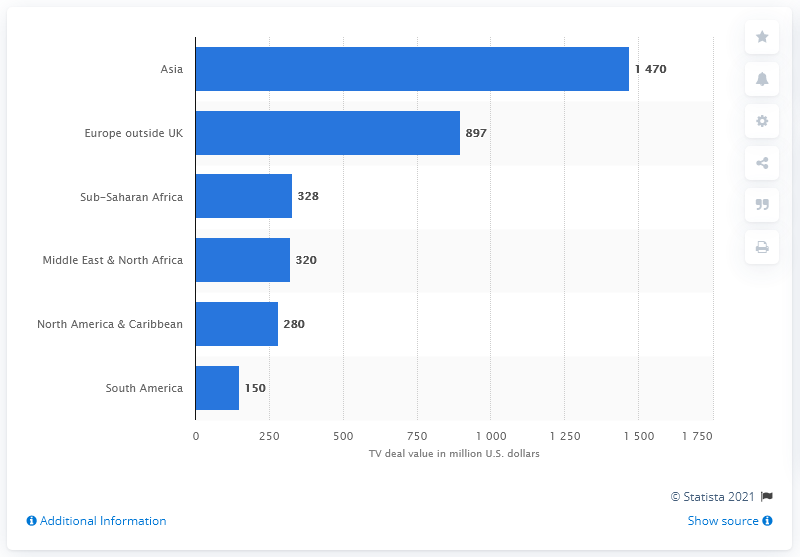 Asia 1 470
Europe outside UK 897
Sub-Saharan Africa 328
Middle East & North Africa 320
North America & Caribbean 280
South America 150
0 250 500 750 1 000 1 250 1 500 1 750
TV deal value in million U.S. dollars
© Statista 2021
Additional Information Show source